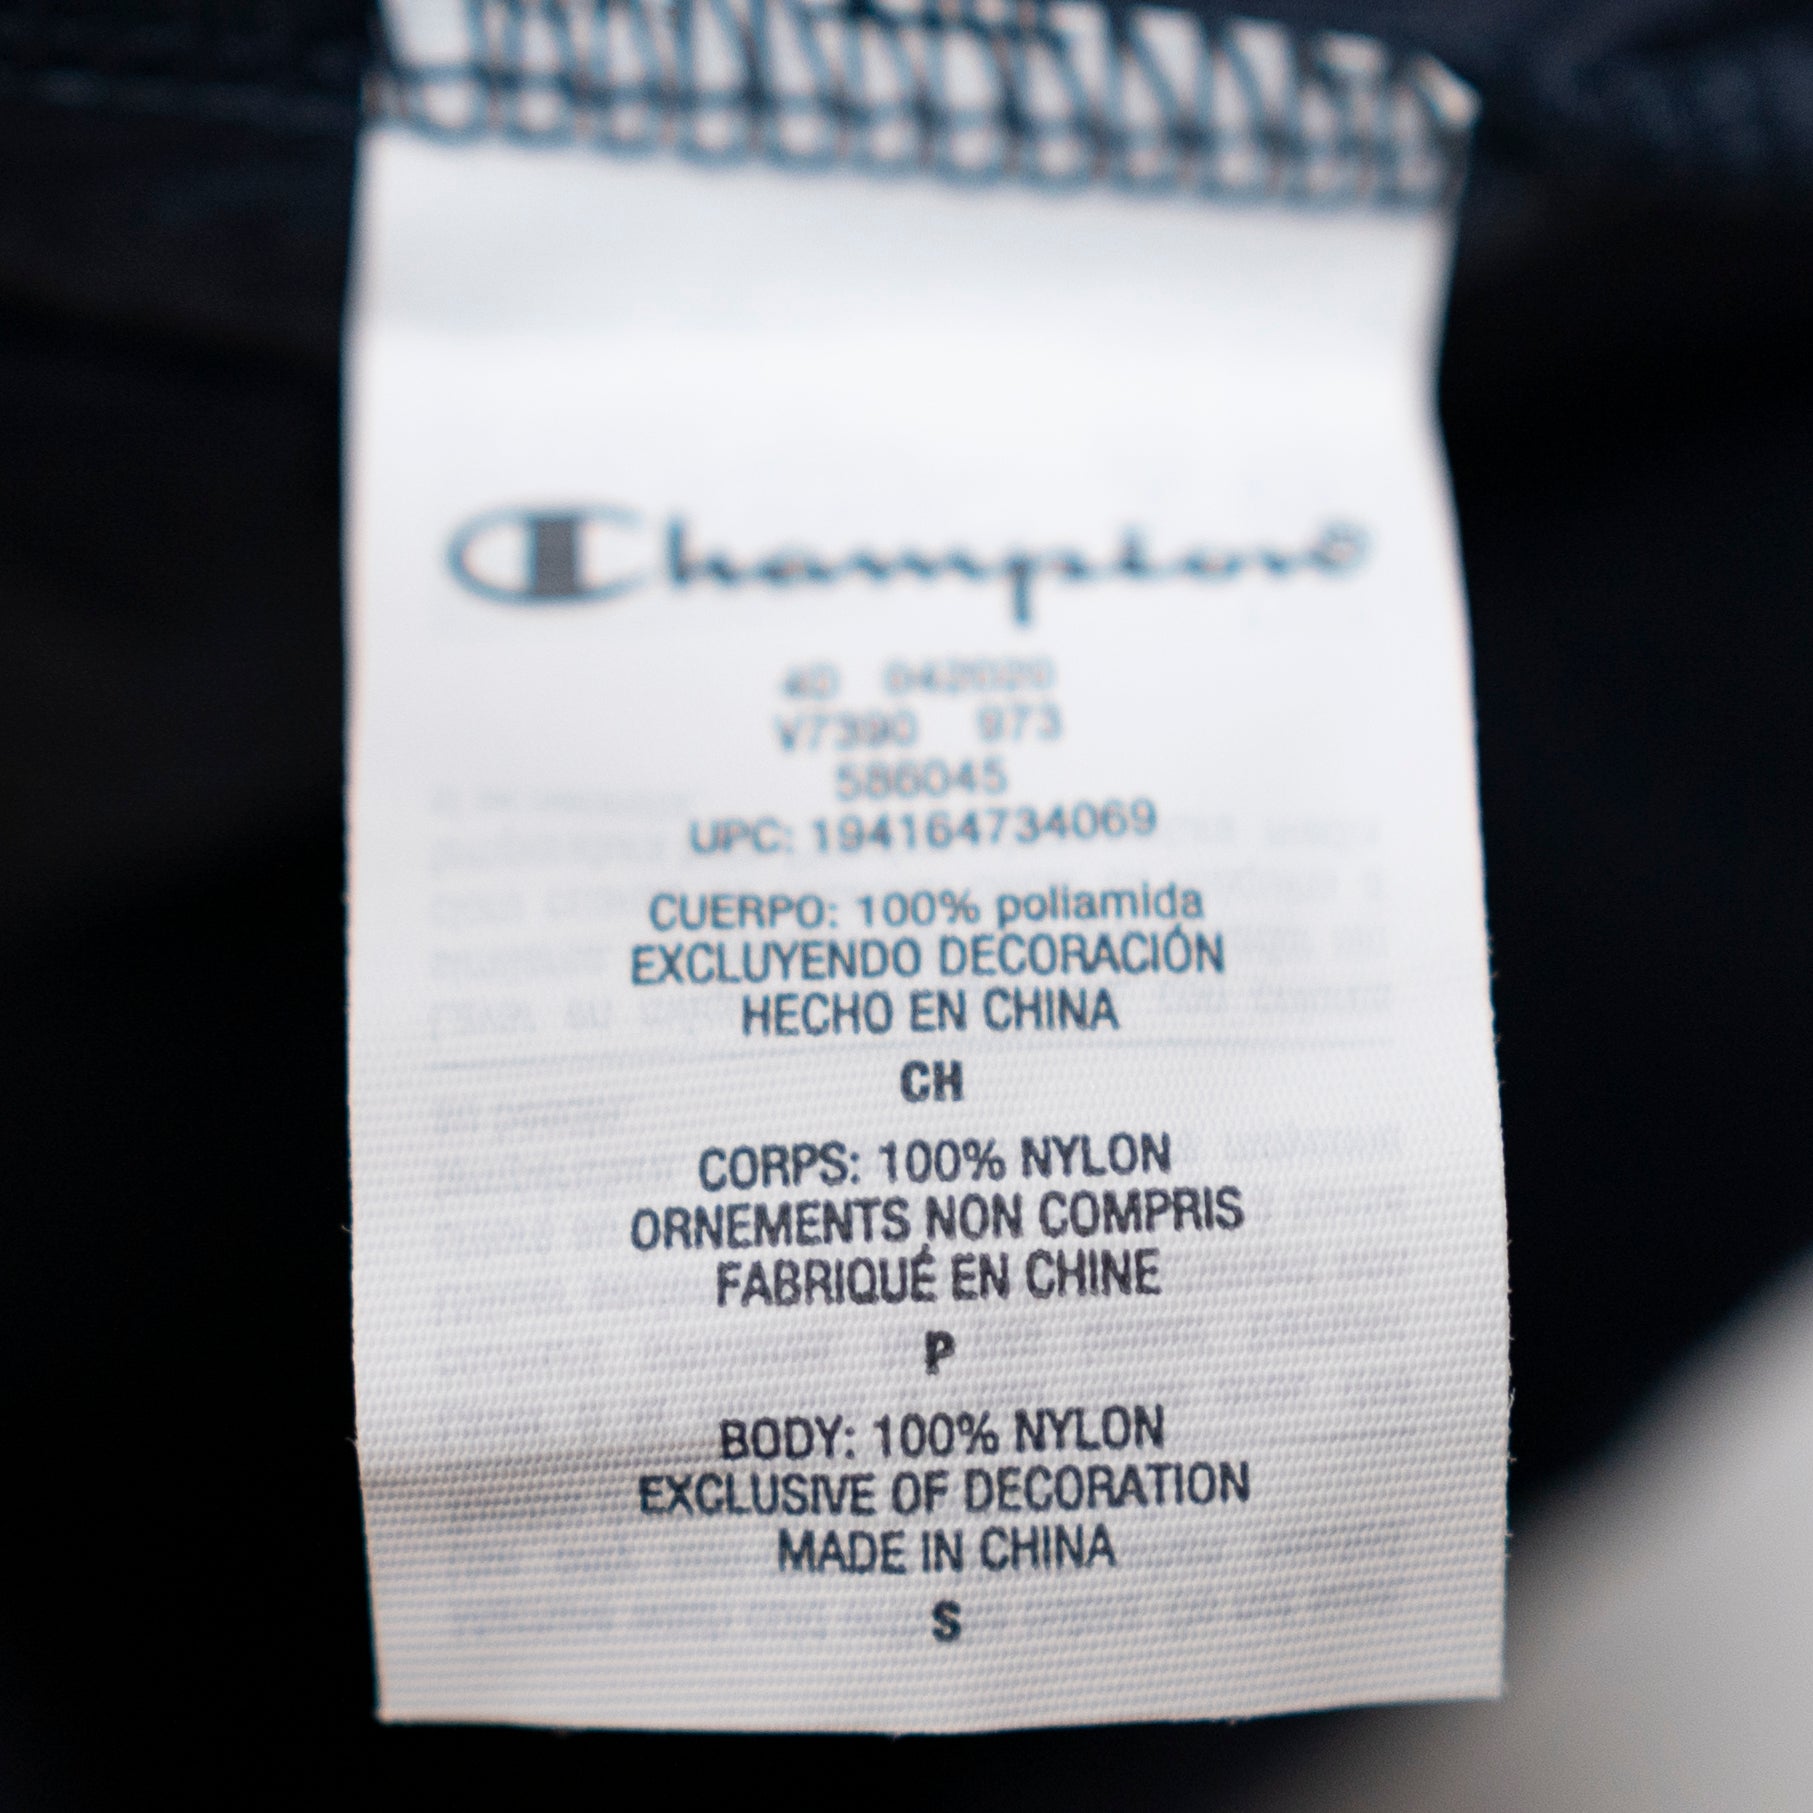 Champion
40 042020
V7390 973
586045
UPC: 194164734069
CUERPO: 100% poliamida
EXCLUYENDO DECORACIÓN
HECHO EN CHINA
CH
CORPS: 100% NYLON
ORNEMENTS NON COMPRIS
FABRIQUÉ EN CHINE
P
BODY: 100% NYLON
EXCLUSIVE OF DECORATION
MADE IN CHINA
S